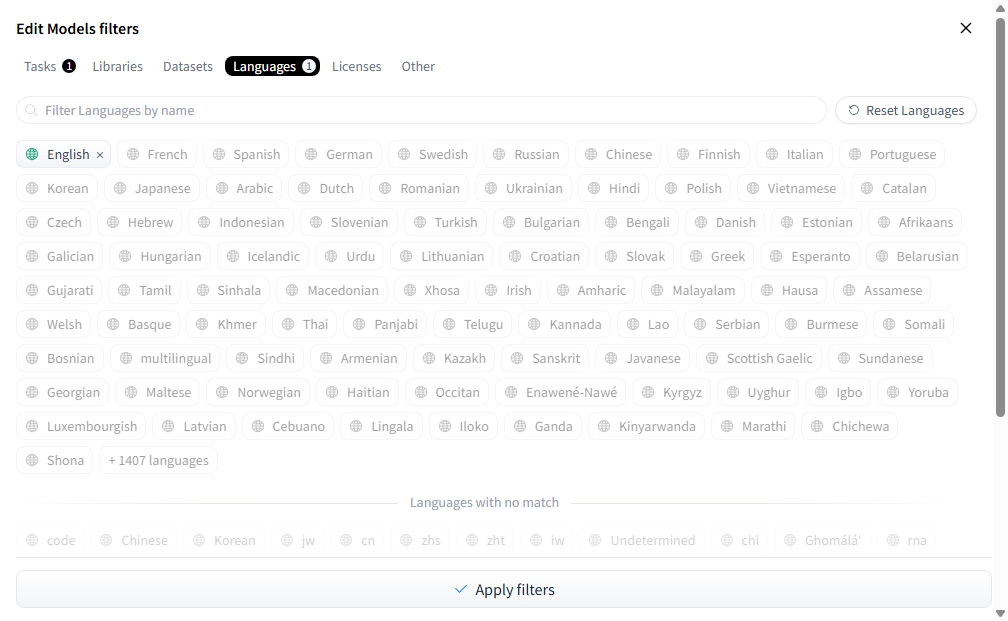 Edit Models filters
Tasks 1 Libraries Datasets Languages 1 Licenses Other
Filter Languages by name Reset Languages
English × French Spanish German Swedish Russian Chinese Finnish Italian Portuguese
Korean Japanese Arabic Dutch Romanian Ukrainian Hindi Polish Vietnamese Catalan
Czech Hebrew Indonesian Slovenian Turkish Bulgarian Bengali Danish Estonian Afrikaans
Galician Hungarian Icelandic Urdu Lithuanian Croatian Slovak Greek Esperanto Belarusian
Gujarati Tamil Sinhala Macedonian Xhosa Irish Amharic Malayalam Hausa Assamese
Welsh Basque Khmer Thai Panjabi Telugu Kannada Lao Serbian Burmese Somali
Bosnian multilingual Sindhi Armenian Kazakh Sanskrit Javanese Scottish Gaelic Sundanese
Georgian Maltese Norwegian Haitian Occitan Enawené-Nawé Kyrgyz Uyghur Igbo Yoruba
Luxembourgish Latvian Cebuano Lingala Iloko Ganda Kinyarwanda Marathi Chichewa
Shona + 1407 languages
Languages with no match
code Chinese Korean jw cn zhs zht iw Undetermined chi Ghomálá' rna
Apply filters